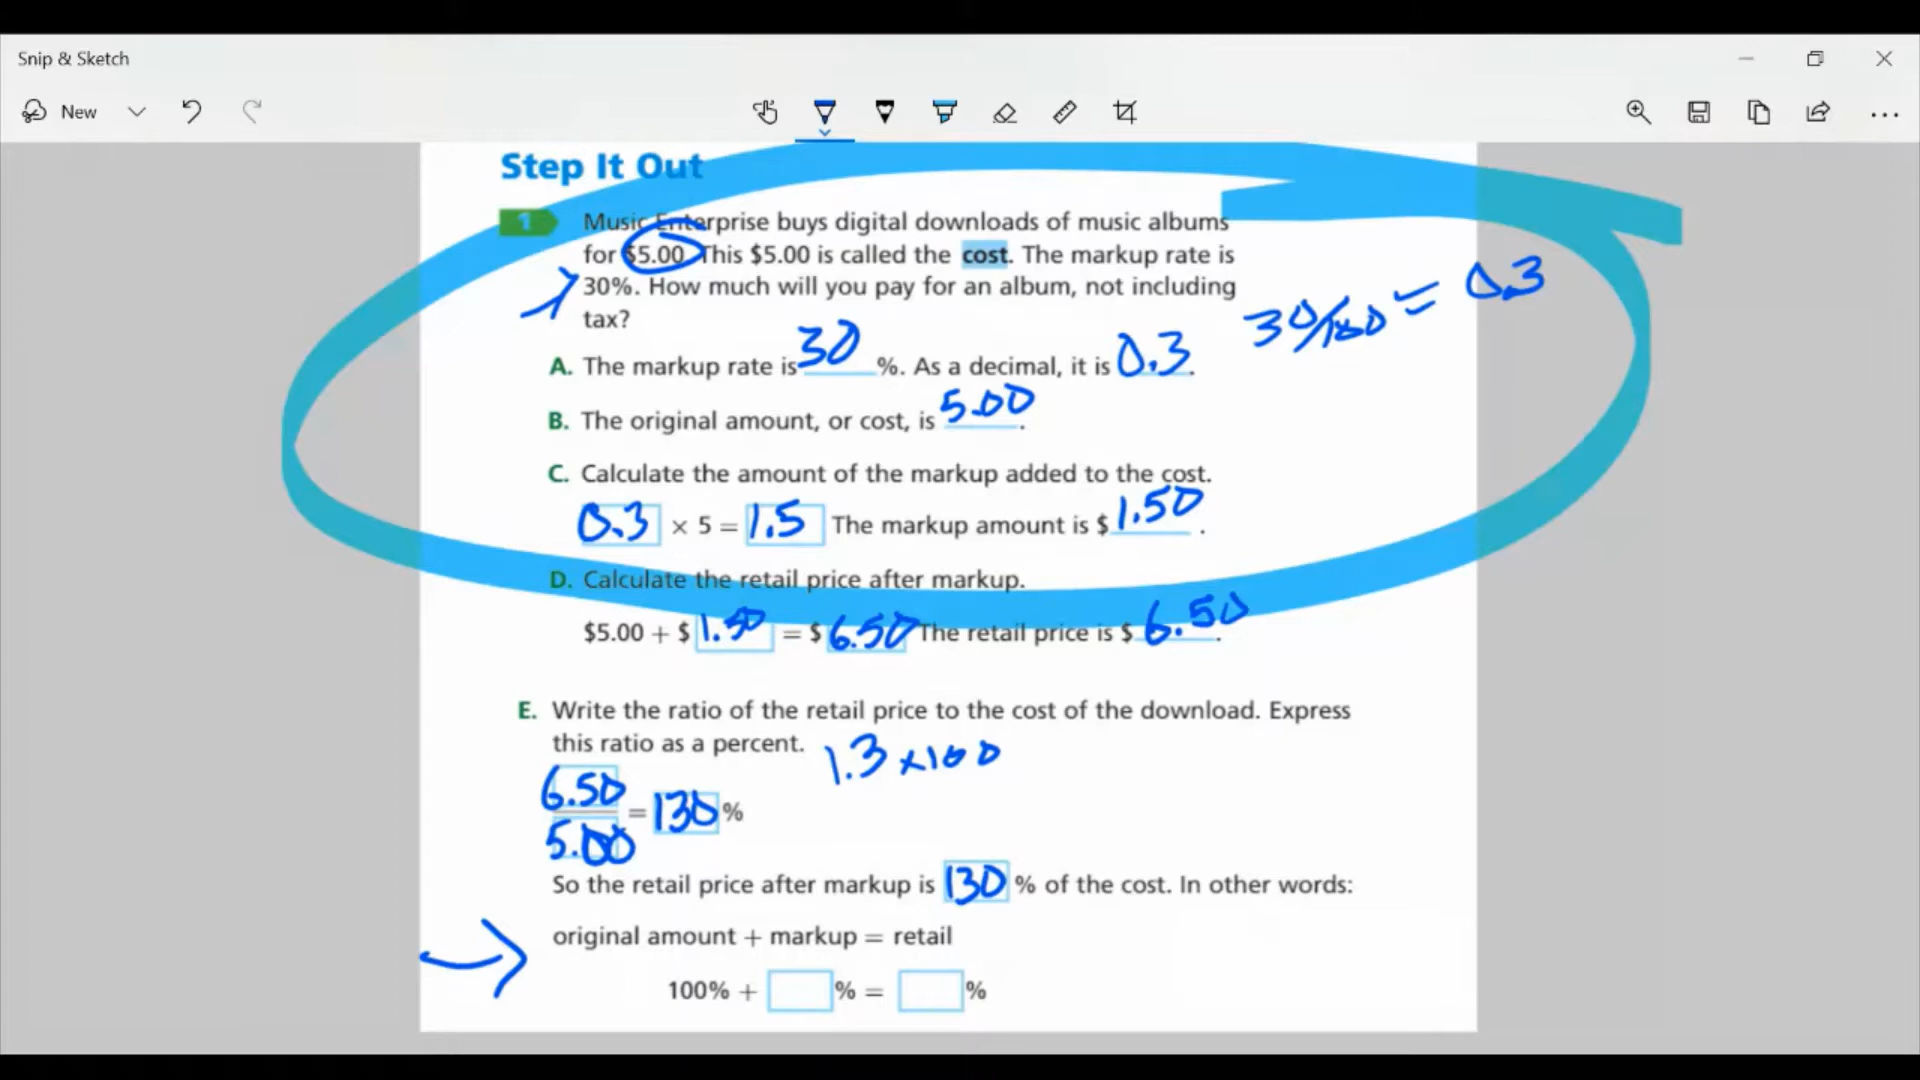 Snip & Sketch
New
Step It Out
1 Music Enterprise buys digital downloads of music albums
for $5.00. This $5.00 is called the cost. The markup rate is
30%. How much will you pay for an album, not including
tax?
30/100 = 0.3
A. The markup rate is 30 %. As a decimal, it is 0.3.
B. The original amount, or cost, is 5.00.
C. Calculate the amount of the markup added to the cost.
0.3 × 5 = 1.5 The markup amount is $ 1.50.
D. Calculate the retail price after markup.
$5.00 + $ 1.50 = $ 6.50 The retail price is $ 6.50.
E. Write the ratio of the retail price to the cost of the download. Express
this ratio as a percent.
1.3 x 100
6.50
5.00
= 130 %
So the retail price after markup is 130 % of the cost. In other words:
original amount + markup = retail
100% + % = %